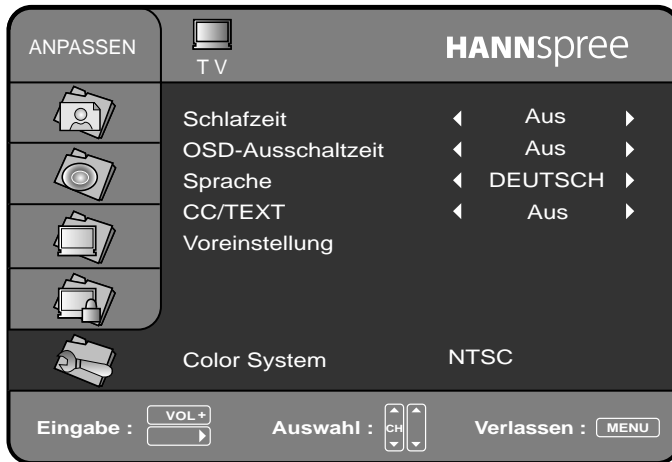 ANPASSEN
TV
HANNspree
Schlafzeit Aus
OSD-Ausschaltzeit Aus
Sprache DEUTSCH
CC/TEXT Aus
Voreinstellung
Color System NTSC
Eingabe : VOL+ Auswahl : CH Verlassen : MENU